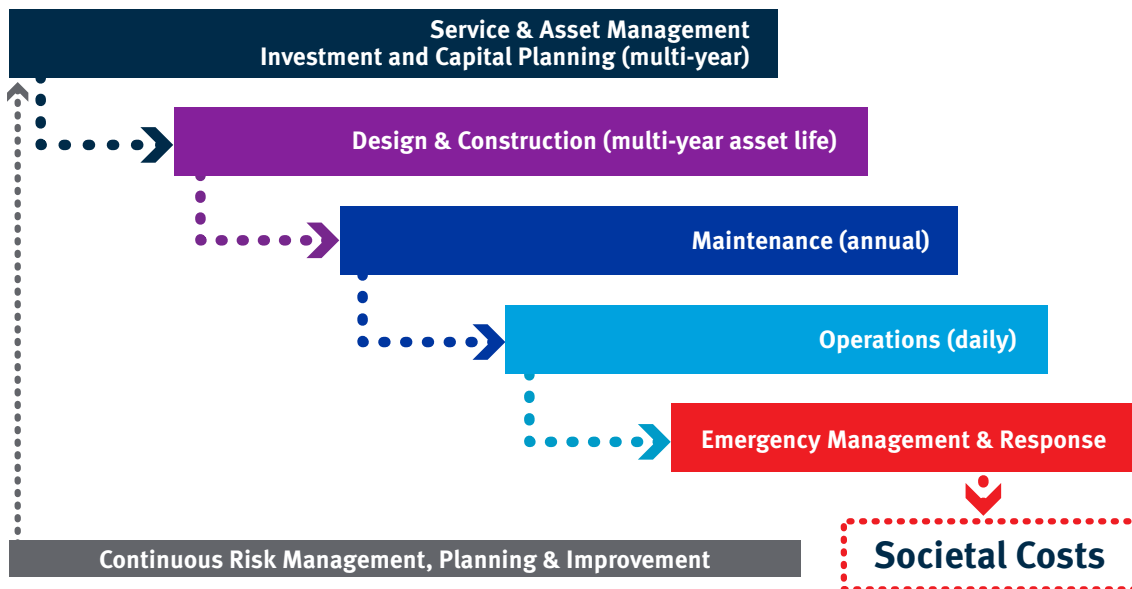 Service & Asset Management
Investment and Capital Planning (multi-year)
Design & Construction (multi-year asset life)
Maintenance (annual)
Operations (daily)
Emergency Management & Response
Continuous Risk Management, Planning & Improvement
Societal Costs